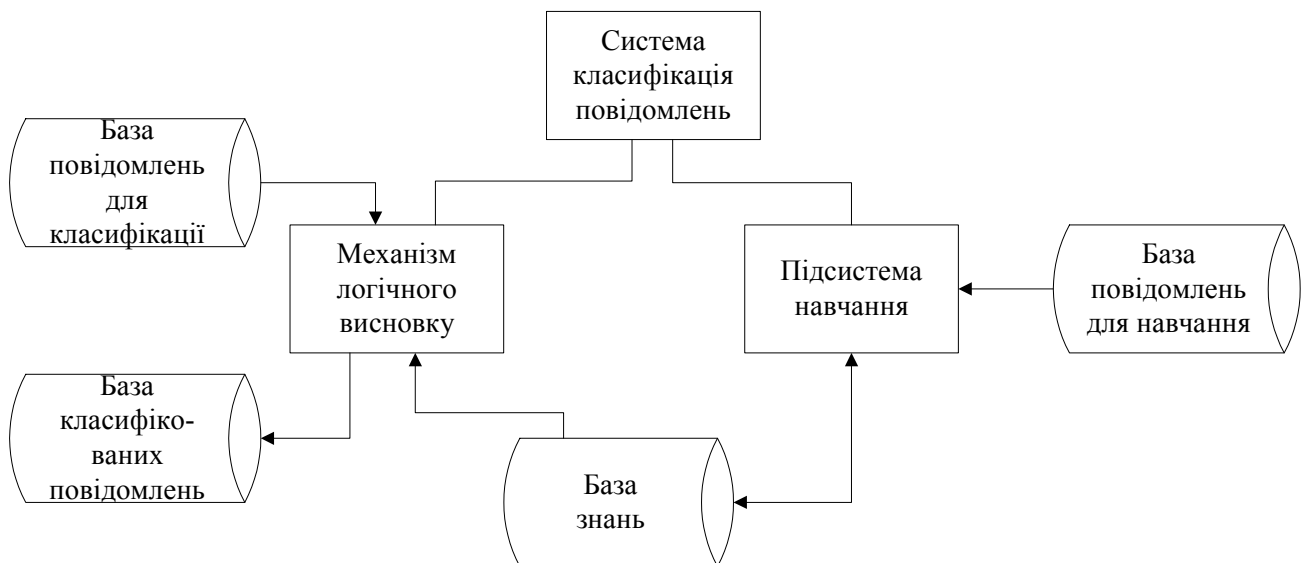 Система
класифікація
повідомлень
База
повідомлень
для
класифікації
Механізм
логічного
висновку
Підсистема
навчання
База
повідомлень
для навчання
База
класифіко-
ваних
повідомлень
База
знань